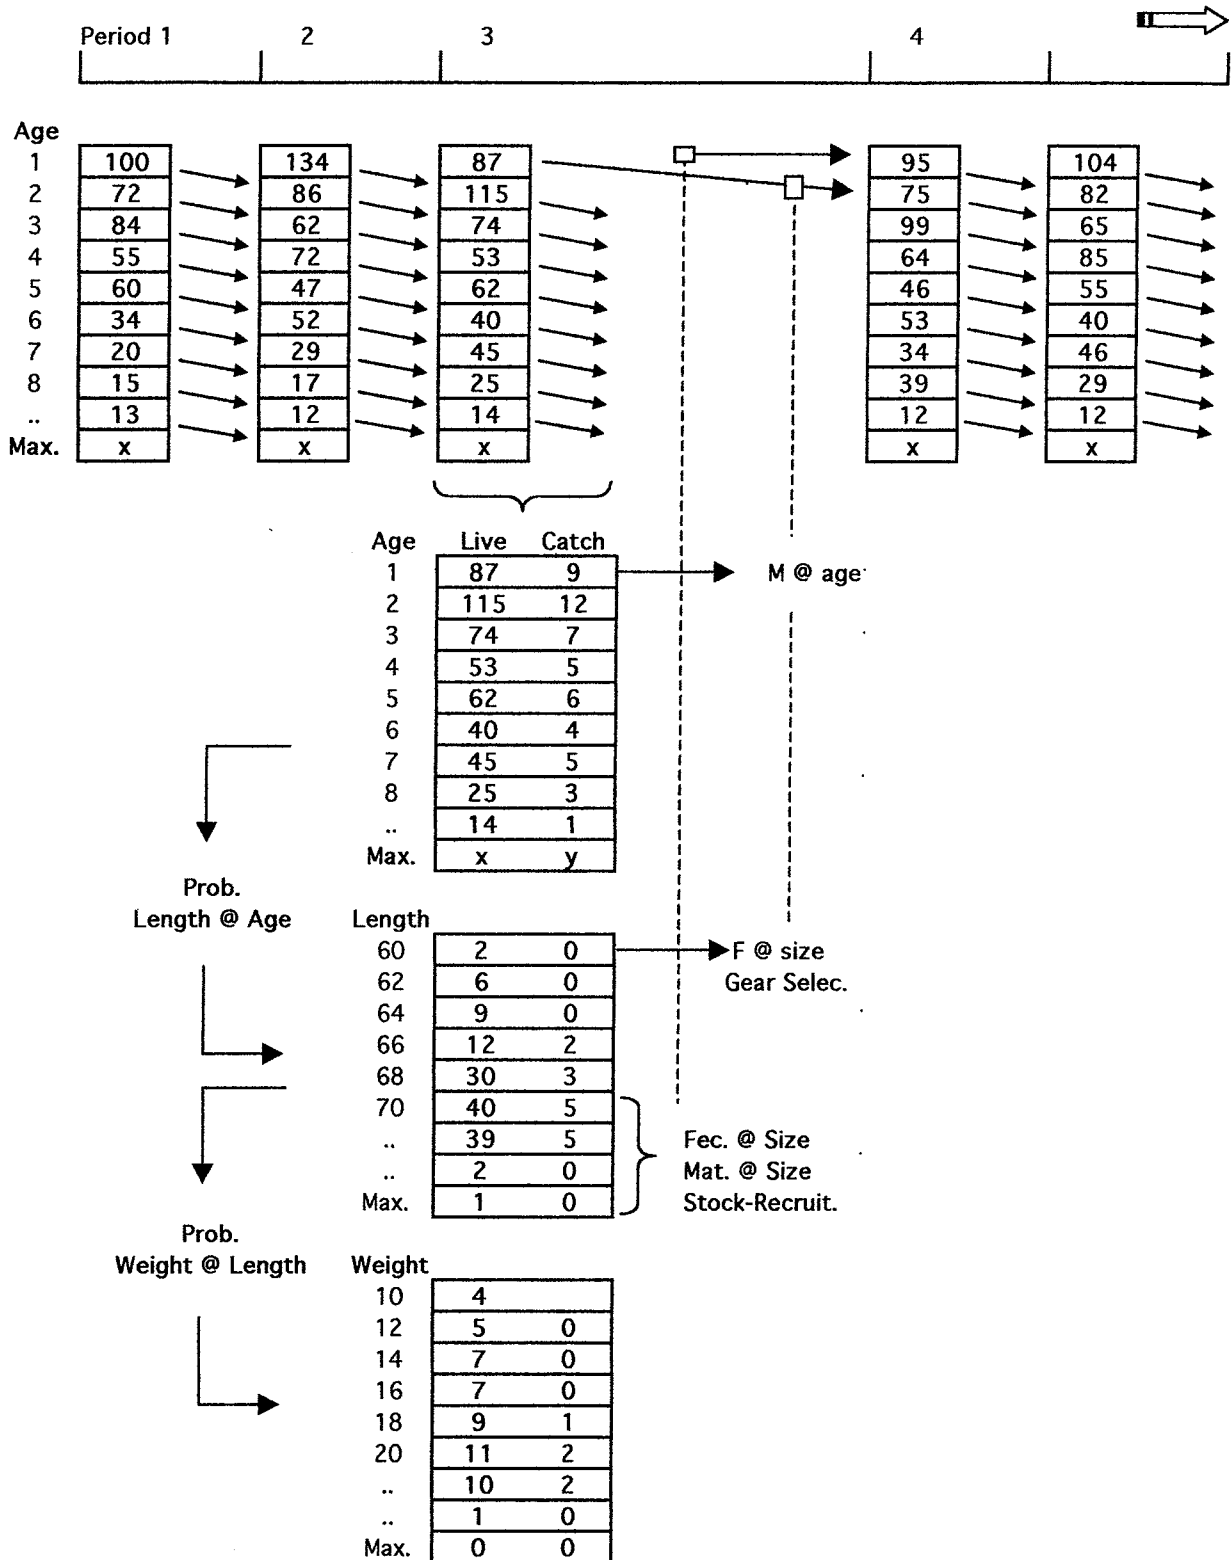 Period 1 2 3 4
Age
1 100 134 87 95 104
2 72 86 115 75 82
3 84 62 74 99 65
4 55 72 53 64 85
5 60 47 62 46 55
6 34 52 40 53 40
7 20 29 45 34 46
8 15 17 25 39 29
.. 13 12 14 12 12
Max. x x x x x
Age Live Catch
1 87 9 M @ age
2 115 12
3 74 7
4 53 5
5 62 6
6 40 4
7 45 5
8 25 3
.. 14 1
Max. x y
Prob.
Length @ Age
Length
60 2 0 F @ size
62 6 0 Gear Selec.
64 9 0
66 12 2
68 30 3
70 40 5
.. 39 5 Fec. @ Size
.. 2 0 Mat. @ Size
Max. 1 0 Stock-Recruit.
Prob.
Weight @ Length
Weight
10 4
12 5 0
14 7 0
16 7 0
18 9 1
20 11 2
.. 10 2
.. 1 0
Max. 0 0